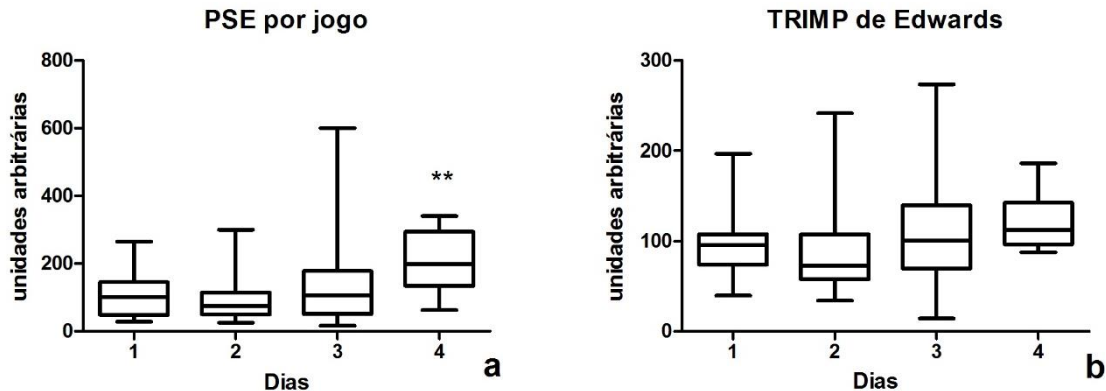 PSE por jogo
800
600
400
200
0
unidades arbitrárias
**
1 2 3 4
Dias
a
TRIMP de Edwards
300
200
100
0
unidades arbitrárias
1 2 3 4
Dias
b